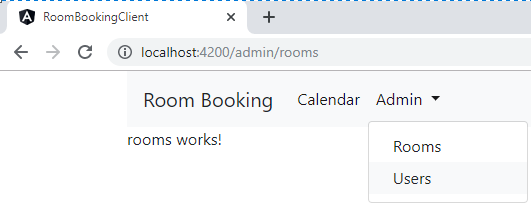 RoomBookingClient
localhost:4200/admin/rooms
Room Booking Calendar Admin
rooms works!
Rooms
Users